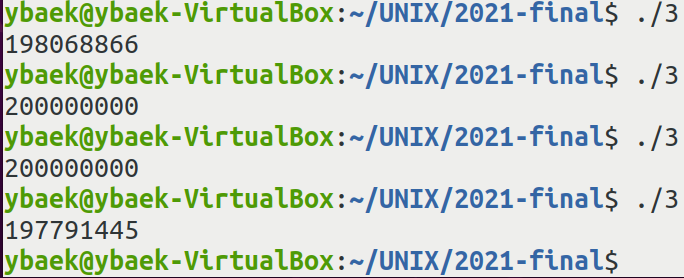 ybaek@ybaek-VirtualBox:~/UNIX/2021-final$ ./3
198068866
ybaek@ybaek-VirtualBox:~/UNIX/2021-final$ ./3
200000000
ybaek@ybaek-VirtualBox:~/UNIX/2021-final$ ./3
200000000
ybaek@ybaek-VirtualBox:~/UNIX/2021-final$ ./3
197791445
ybaek@ybaek-VirtualBox:~/UNIX/2021-final$